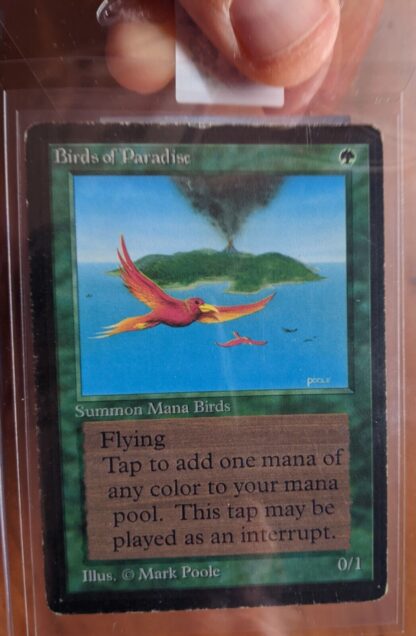 Birds of Paradise
POOLE
Summon Mana Birds
Flying
Tap to add one mana of
any color to your mana
pool. This tap may be
played as an interrupt.
Illus. © Mark Poole
0/1